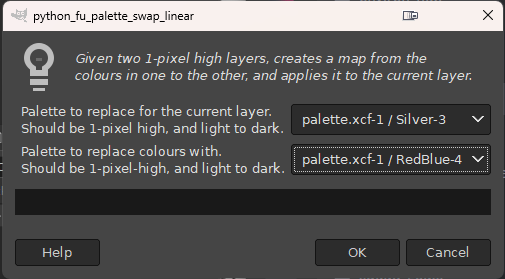 python_fu_palette_swap_linear
Given two 1-pixel high layers, creates a map from the
colours in one to the other, and applies it to the current layer.
Palette to replace for the current layer.
Should be 1-pixel high, and light to dark.
palette.xcf-1 / Silver-3
Palette to replace colours with.
Should be 1-pixel-high, and light to dark.
palette.xcf-1 / RedBlue-4
Help
OK
Cancel